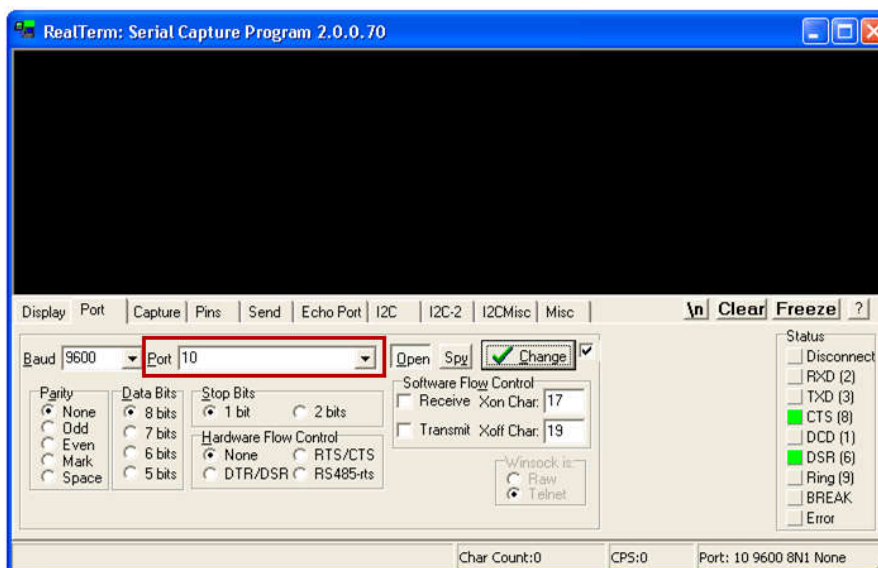 RealTerm: Serial Capture Program 2.0.0.70
Display Port Capture Pins Send Echo Port I2C I2C-2 I2CMisc Misc \n Clear Freeze ?
Baud 9600 Port 10 Open Spy Change
Parity
None
Odd
Even
Mark
Space
Data Bits
8 bits
7 bits
6 bits
5 bits
Stop Bits
1 bit 2 bits
Hardware Flow Control
None RTS/CTS
DTR/DSR RS485-rts
Software Flow Control
Receive Xon Char: 17
Transmit Xoff Char: 19
Winsock is:
Raw
Telnet
Status
Disconnect
RXD (2)
TXD (3)
CTS (8)
DCD (1)
DSR (6)
Ring (9)
BREAK
Error
Char Count:0 CPS:0 Port: 10 9600 8N1 None